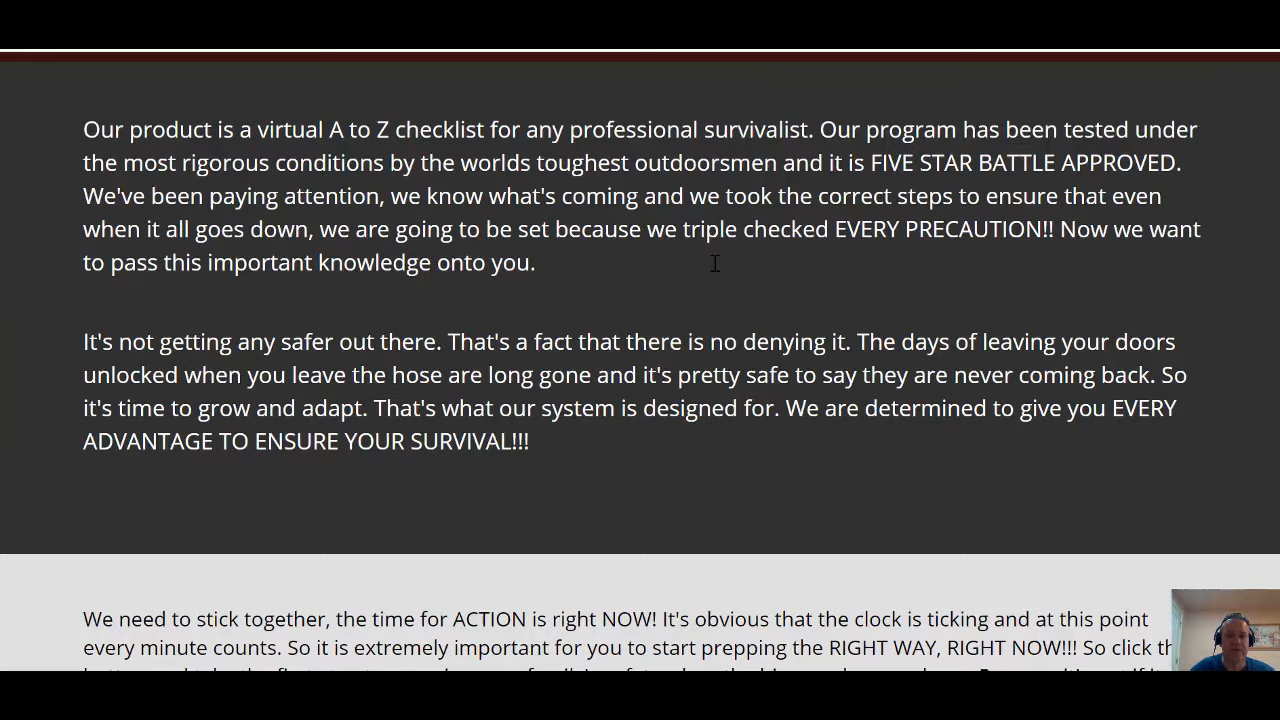 Our product is a virtual A to Z checklist for any professional survivalist. Our program has been tested under
the most rigorous conditions by the worlds toughest outdoorsmen and it is FIVE STAR BATTLE APPROVED.
We've been paying attention, we know what's coming and we took the correct steps to ensure that even
when it all goes down, we are going to be set because we triple checked EVERY PRECAUTION!! Now we want
to pass this important knowledge onto you.
It's not getting any safer out there. That's a fact that there is no denying it. The days of leaving your doors
unlocked when you leave the hose are long gone and it's pretty safe to say they are never coming back. So
it's time to grow and adapt. That's what our system is designed for. We are determined to give you EVERY
ADVANTAGE TO ENSURE YOUR SURVIVAL!!!
We need to stick together, the time for ACTION is right NOW! It's obvious that the clock is ticking and at this point
every minute counts. So it is extremely important for you to start prepping the RIGHT WAY, RIGHT NOW!!! So click